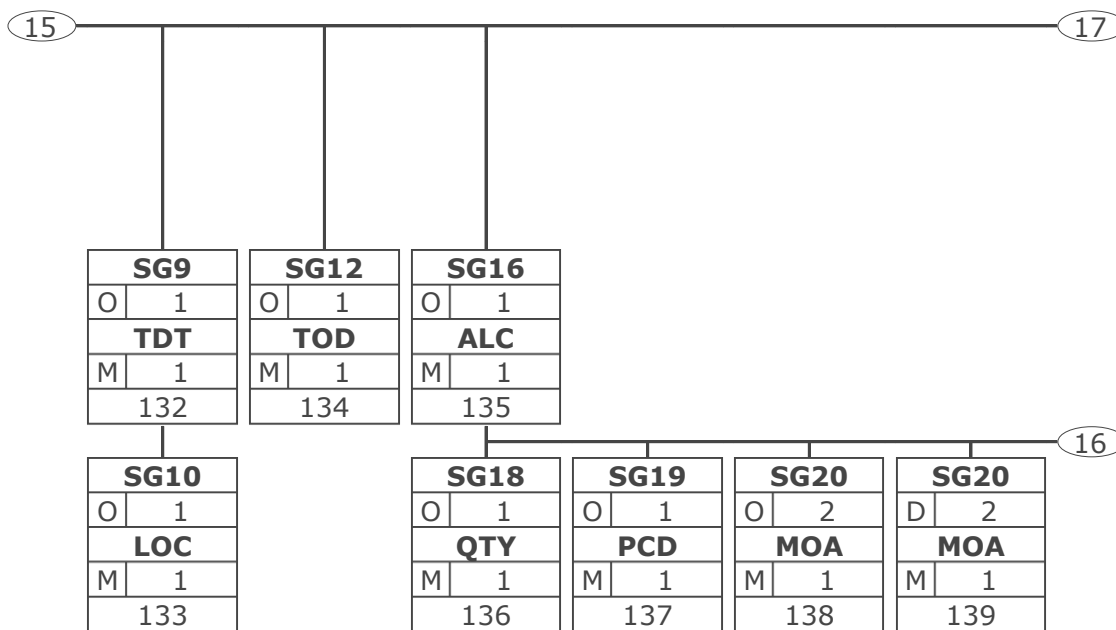 15 17
SG9 SG12 SG16
O 1 O 1 O 1
TDT TOD ALC
M 1 M 1 M 1
132 134 135
16
SG10 SG18 SG19 SG20 SG20
O 1 O 1 O 1 O 2 D 2
LOC QTY PCD MOA MOA
M 1 M 1 M 1 M 1 M 1
133 136 137 138 139